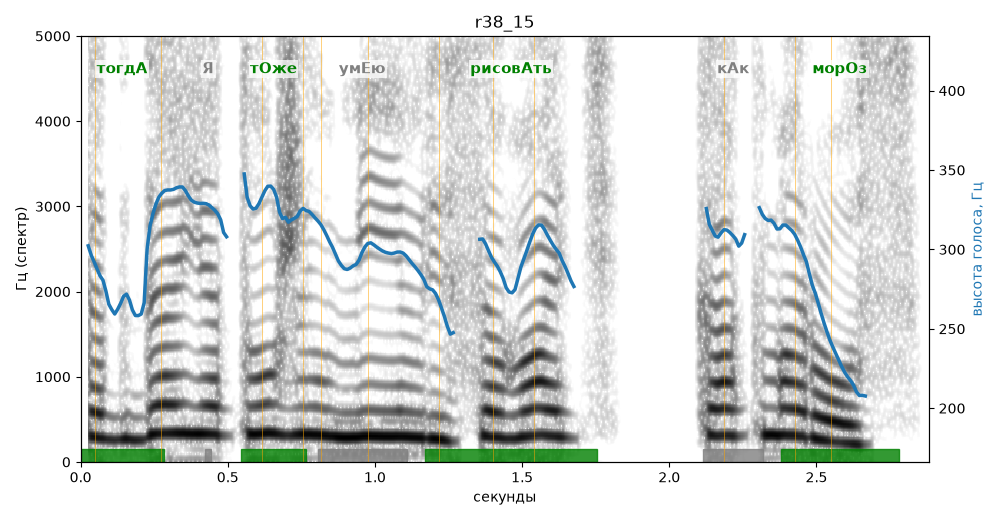 r38_15
тогдА Я тОже умЕю рисовАть кАк морОз
5000
4000
3000
2000
1000
0
400
350
300
250
200
Гц (спектр)
высота голоса, Гц
0.0 0.5 1.0 1.5 2.0 2.5
секунды